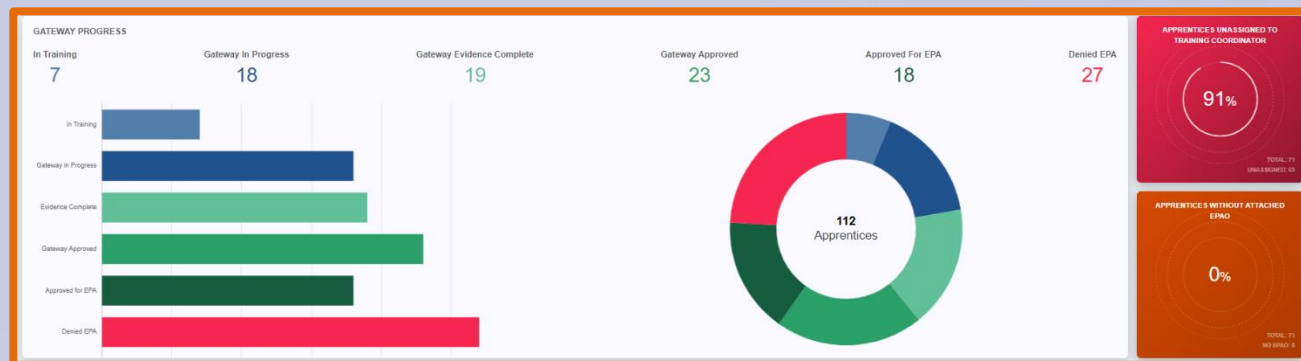 GATEWAY PROGRESS
In Training
Gateway In Progress
Gateway Evidence Complete
Gateway Approved
Approved For EPA
Denied EPA
7
18
19
23
18
27
In Training
Gateway In Progress
Evidence Complete
Gateway Approved
Approved for EPA
Denied EPA
112
Apprentices
APPRENTICES UNASSIGNED TO
TRAINING COORDINATOR
91%
TOTAL: 71
UNASSIGNED: 65
APPRENTICES WITHOUT ATTACHED
EPAO
0%
TOTAL: 71
NO EPAO: